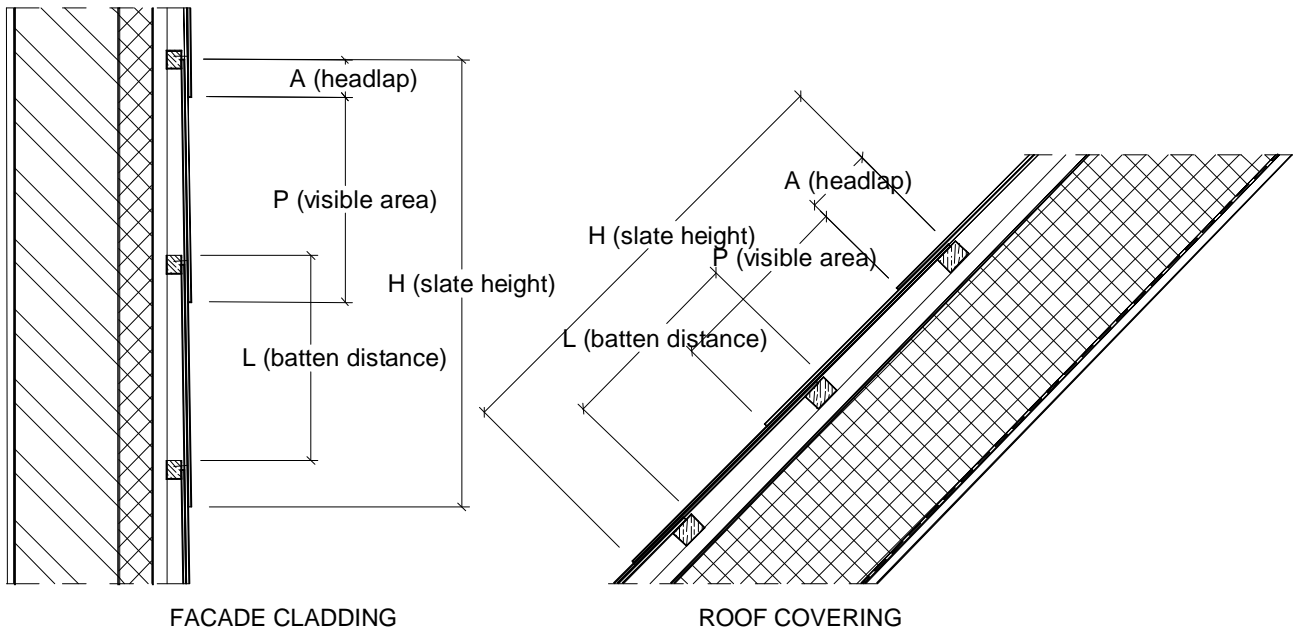 A (headlap)
P (visible area)
H (slate height)
L (batten distance)
A (headlap)
H (slate height)
P (visible area)
L (batten distance)
FACADE CLADDING
ROOF COVERING